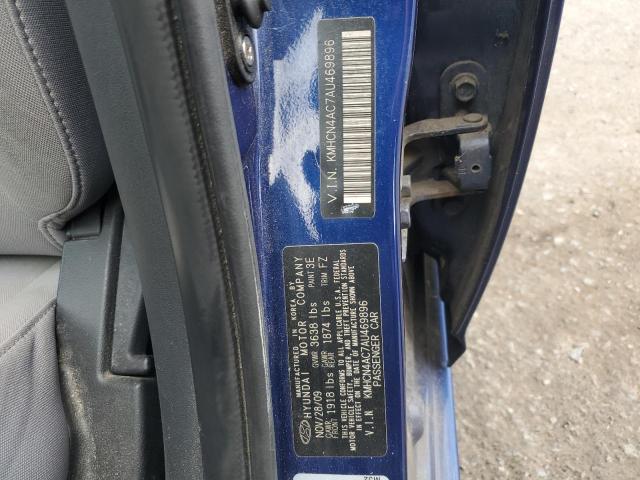 V.I.N. KMHCN4AC7AU469896
MANUFACTURED IN KOREA BY
HYUNDAI MOTOR COMPANY
NOV/28/09 GVWR 3638 lbs PAINT 3E
GAWR FRONT 1918 lbs GAWR REAR 1874 lbs TRIM FZ
THIS VEHICLE CONFORMS TO ALL APPLICABLE U.S.A. FEDERAL
MOTOR VEHICLE SAFETY, BUMPER, AND THEFT PREVENTION STANDARDS
IN EFFECT ON THE DATE OF MANUFACTURE SHOWN ABOVE
V.I.N KMHCN4AC7AU469896
PASSENGER CAR